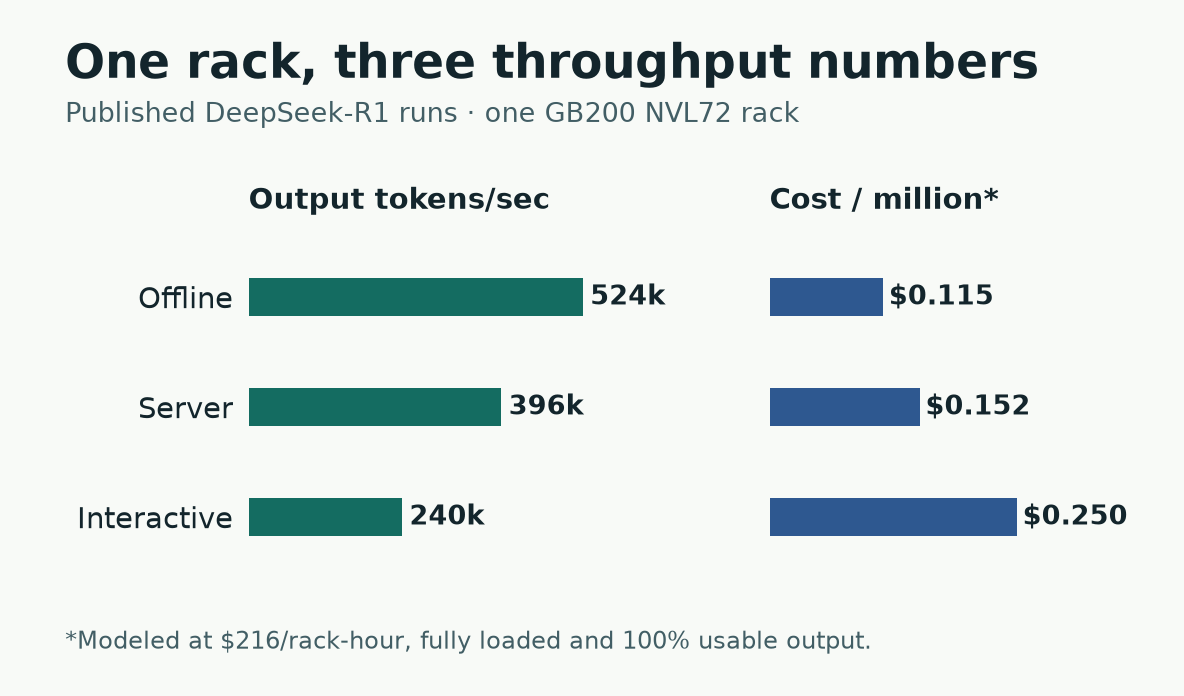 One rack, three throughput numbers
Published DeepSeek-R1 runs · one GB200 NVL72 rack
Output tokens/sec
Cost / million*
Offline 524k $0.115
Server 396k $0.152
Interactive 240k $0.250
*Modeled at $216/rack-hour, fully loaded and 100% usable output.